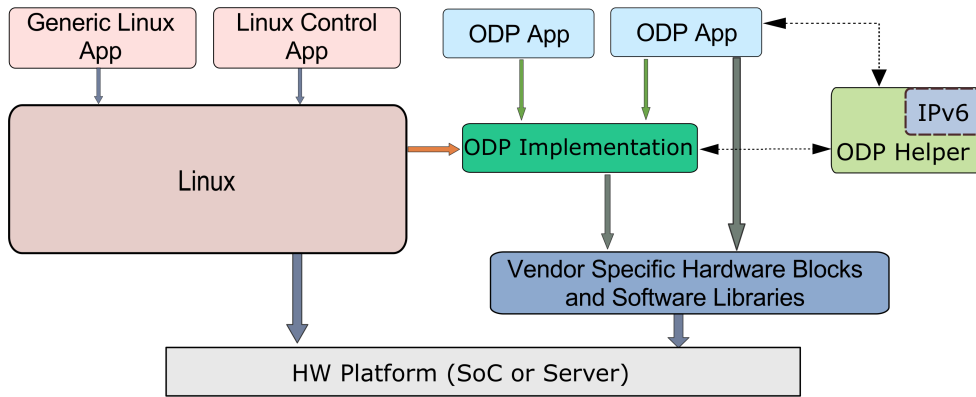 Generic Linux
App
Linux Control
App
ODP App
ODP App
IPv6
ODP Helper
ODP Implementation
Linux
Vendor Specific Hardware Blocks
and Software Libraries
HW Platform (SoC or Server)